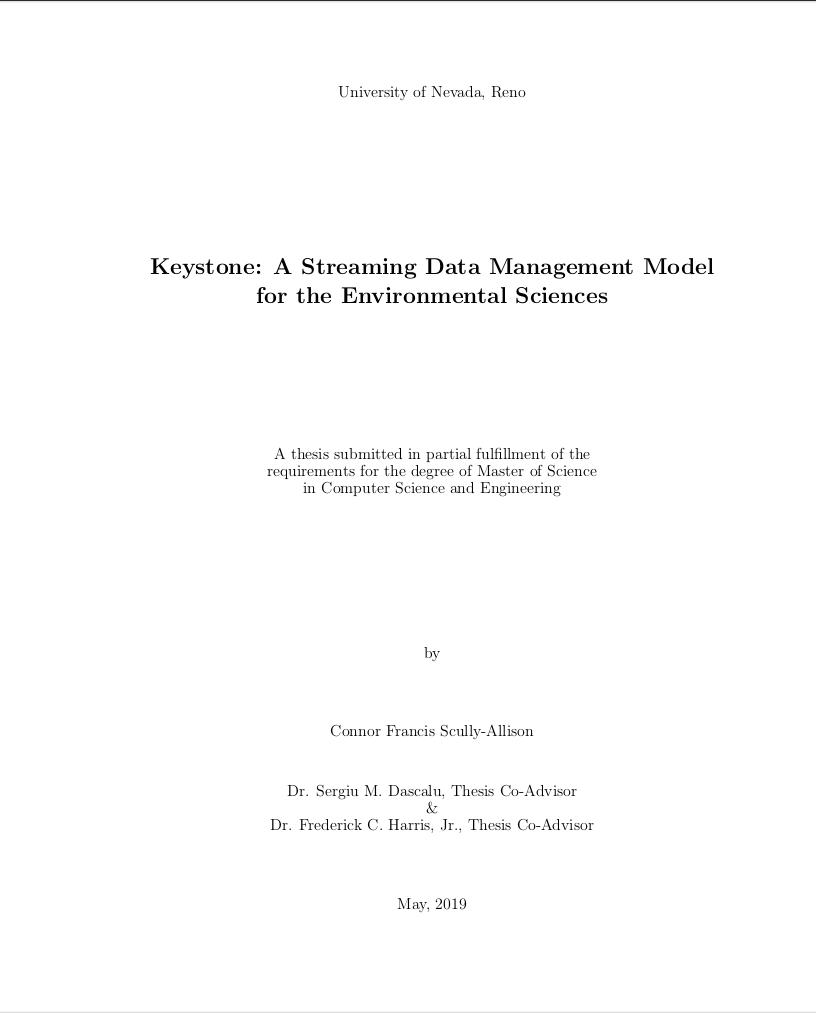 University of Nevada, Reno
Keystone: A Streaming Data Management Model
for the Environmental Sciences
A thesis submitted in partial fulfillment of the
requirements for the degree of Master of Science
in Computer Science and Engineering
by
Connor Francis Scully-Allison
Dr. Sergiu M. Dascalu, Thesis Co-Advisor
&
Dr. Frederick C. Harris, Jr., Thesis Co-Advisor
May, 2019